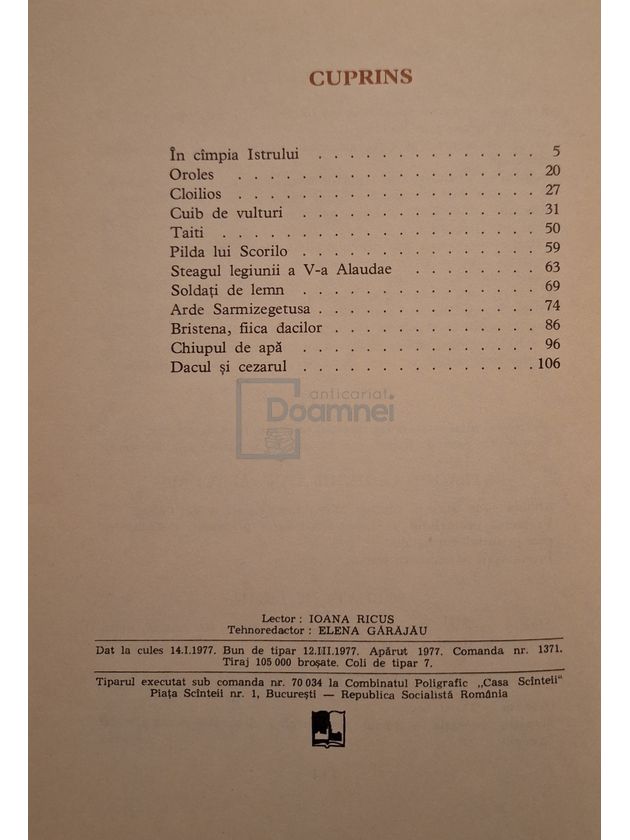 CUPRINS
În cîmpia Istrului . . . . . . . . . . . . . . 5
Oroles . . . . . . . . . . . . . . . . . . 20
Cloilios . . . . . . . . . . . . . . . . . . 27
Cuib de vulturi . . . . . . . . . . . . . . . 31
Taiti . . . . . . . . . . . . . . . . . . . 50
Pilda lui Scorilo . . . . . . . . . . . . . . 59
Steagul legiunii a V-a Alaudae . . . . . . . . 63
Soldați de lemn . . . . . . . . . . . . . . . 69
Arde Sarmizegetusa . . . . . . . . . . . . . . 74
Bristena, fiica dacilor . . . . . . . . . . . . 86
Chiupul de apă . . . . . . . . . . . . . . . 96
Dacul și cezarul . . . . . . . . . . . . . . . 106
anticariat
Doamnei
Lector : IOANA RICUS
Tehnoredactor : ELENA GĂRĂJĂU
Dat la cules 14.I.1977. Bun de tipar 12.III.1977. Apărut 1977. Comanda nr. 1371.
Tiraj 105 000 broșate. Coli de tipar 7.
Tiparul executat sub comanda nr. 70 034 la Combinatul Poligrafic „Casa Scînteii"
Piața Scînteii nr. 1, București — Republica Socialistă România